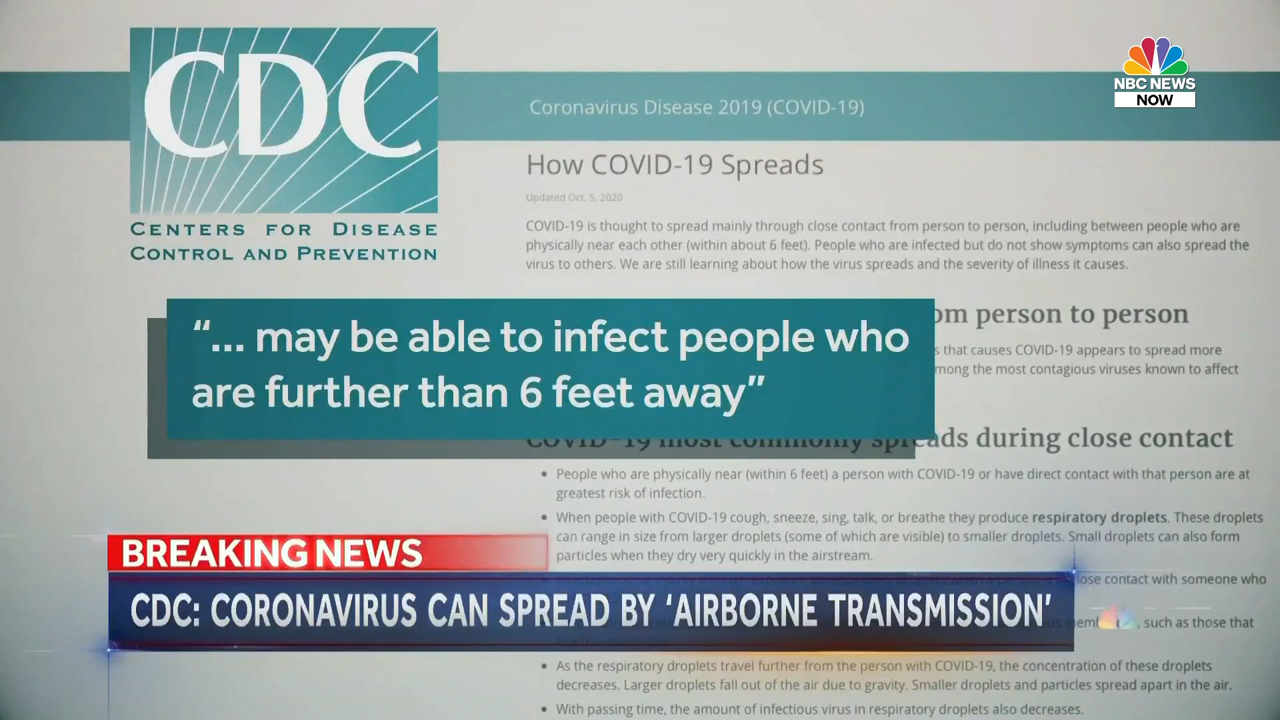 CDC
CENTERS FOR DISEASE
CONTROL AND PREVENTION
NBC NEWS
NOW
Coronavirus Disease 2019 (COVID-19)
How COVID-19 Spreads
Updated Oct. 5, 2020
COVID-19 is thought to spread mainly through close contact from person to person, including between people who are
physically near each other (within about 6 feet). People who are infected but do not show symptoms can also spread the
virus to others. We are still learning about how the virus spreads and the severity of illness it causes.
“... may be able to infect people who
are further than 6 feet away”
om person to person
s that causes COVID-19 appears to spread more
mong the most contagious viruses known to affect
COVID-19 most commonly spreads during close contact
• People who are physically near (within 6 feet) a person with COVID-19 or have direct contact with that person are at
greatest risk of infection.
• When people with COVID-19 cough, sneeze, sing, talk, or breathe they produce respiratory droplets. These droplets
can range in size from larger droplets (some of which are visible) to smaller droplets. Small droplets can also form
particles when they dry very quickly in the airstream.
lose contact with someone who
, such as those that
BREAKING NEWS
CDC: CORONAVIRUS CAN SPREAD BY ‘AIRBORNE TRANSMISSION’
• As the respiratory droplets travel further from the person with COVID-19, the concentration of these droplets
decreases. Larger droplets fall out of the air due to gravity. Smaller droplets and particles spread apart in the air.
• With passing time, the amount of infectious virus in respiratory droplets also decreases.